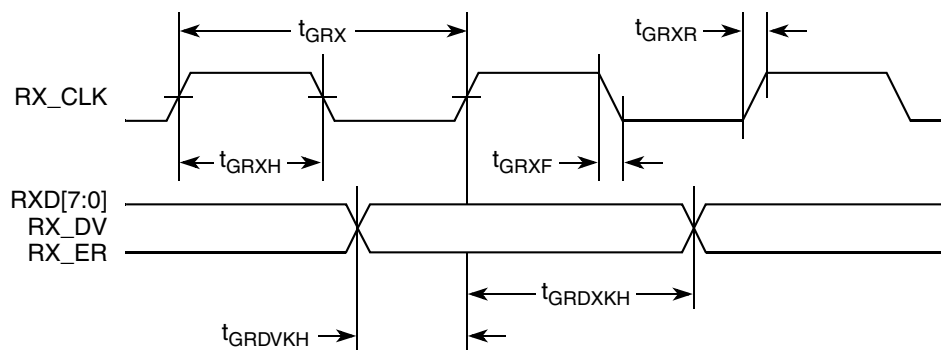 tGRX
tGRXR
RX_CLK
tGRXH
tGRXF
RXD[7:0]
RX_DV
RX_ER
tGRDXKH
tGRDVKH